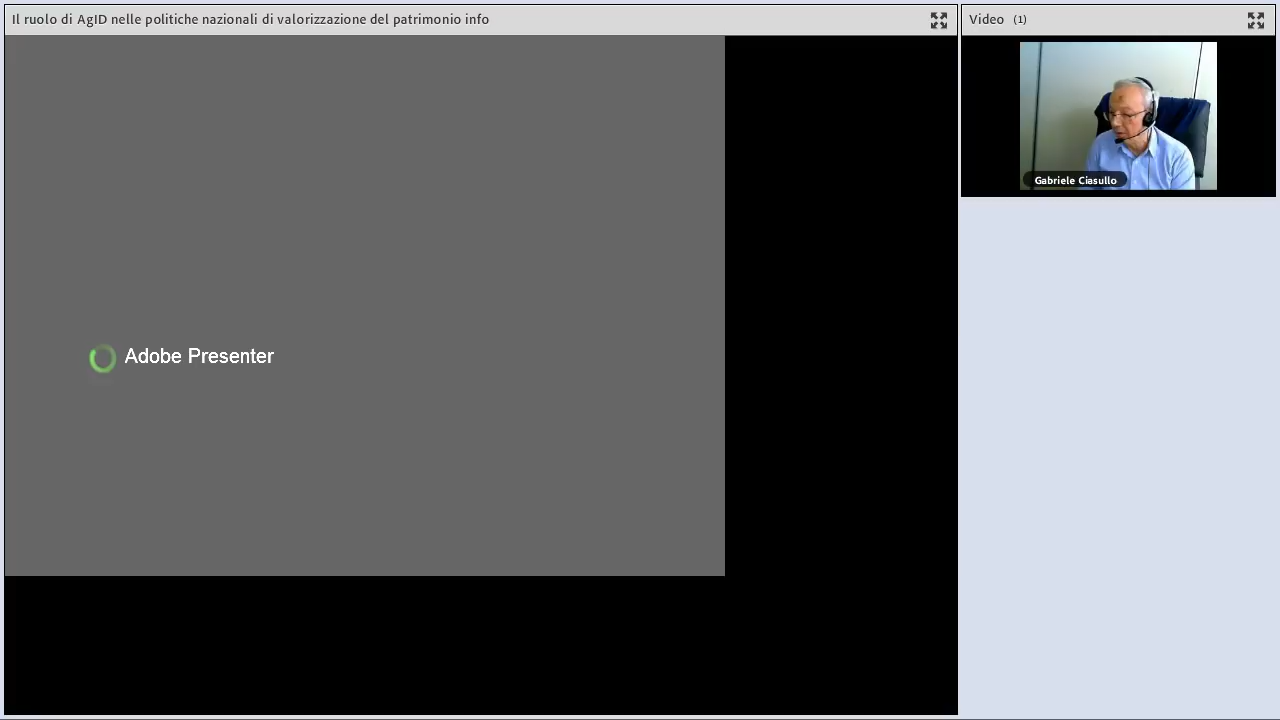 Il ruolo di AgID nelle politiche nazionali di valorizzazione del patrimonio info
Video (1)
Gabriele Ciasullo
Adobe Presenter